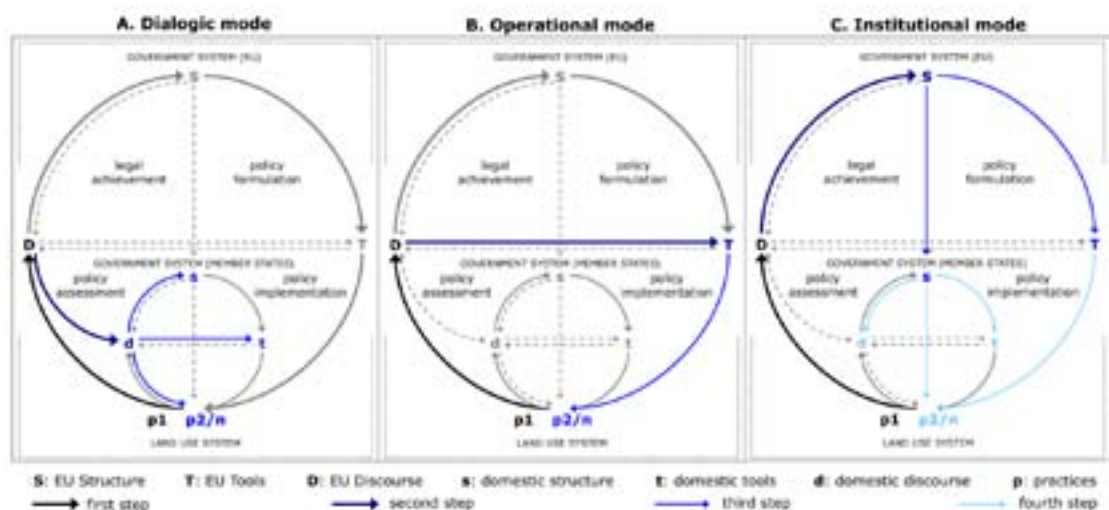 A. Dialogic mode
B. Operational mode
C. Institutional mode
GOVERNMENT SYSTEM (EU)
S
legal achievement
policy formulation
D
T
GOVERNMENT SYSTEM (MEMBER STATES)
policy assessment
s
policy implementation
d
t
p1 p2/n
LAND USE SYSTEM
GOVERNMENT SYSTEM (EU)
S
legal achievement
policy formulation
D
T
GOVERNMENT SYSTEM (MEMBER STATES)
policy assessment
s
policy implementation
d
t
p1 p2/n
LAND USE SYSTEM
GOVERNMENT SYSTEM (EU)
S
legal achievement
policy formulation
D
T
GOVERNMENT SYSTEM (MEMBER STATES)
policy assessment
s
policy implementation
d
t
p1 p2/n
LAND USE SYSTEM
S: EU Structure T: EU Tools D: EU Discourse s: domestic structure t: domestic tools d: domestic discourse p: practices
first step second step third step fourth step